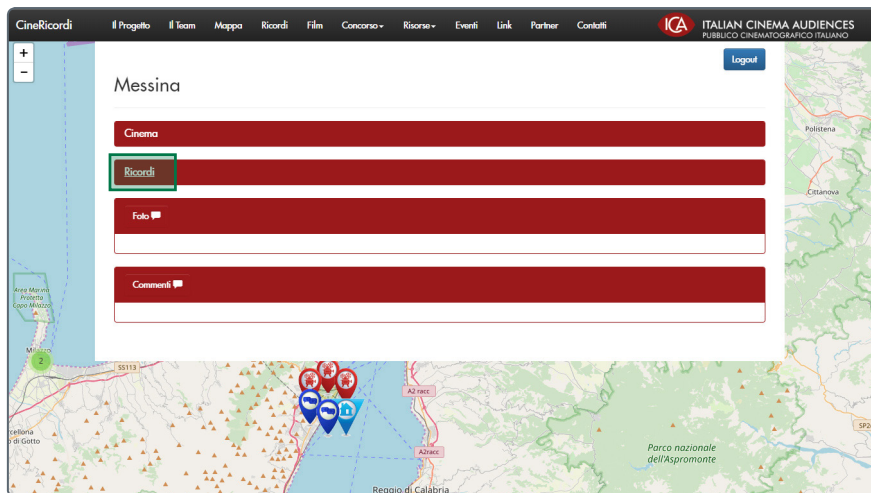 CineRicordi
Il Progetto
Il Team
Mappa
Ricordi
Film
Concorso
Risorse
Eventi
Link
Partner
Contatti
ICA
ITALIAN CINEMA AUDIENCES
PUBBLICO CINEMATOGRAFICO ITALIANO
+
−
Logout
Messina
Cinema
Ricordi
Foto
Commenti
Polistena
Cittanova
Area Marina
Protetta
Capo Milazzo
2
SS113
A2 racc
A2racc
di Gotto
Parco nazionale
dell'Aspromonte
Reggio di Calabria